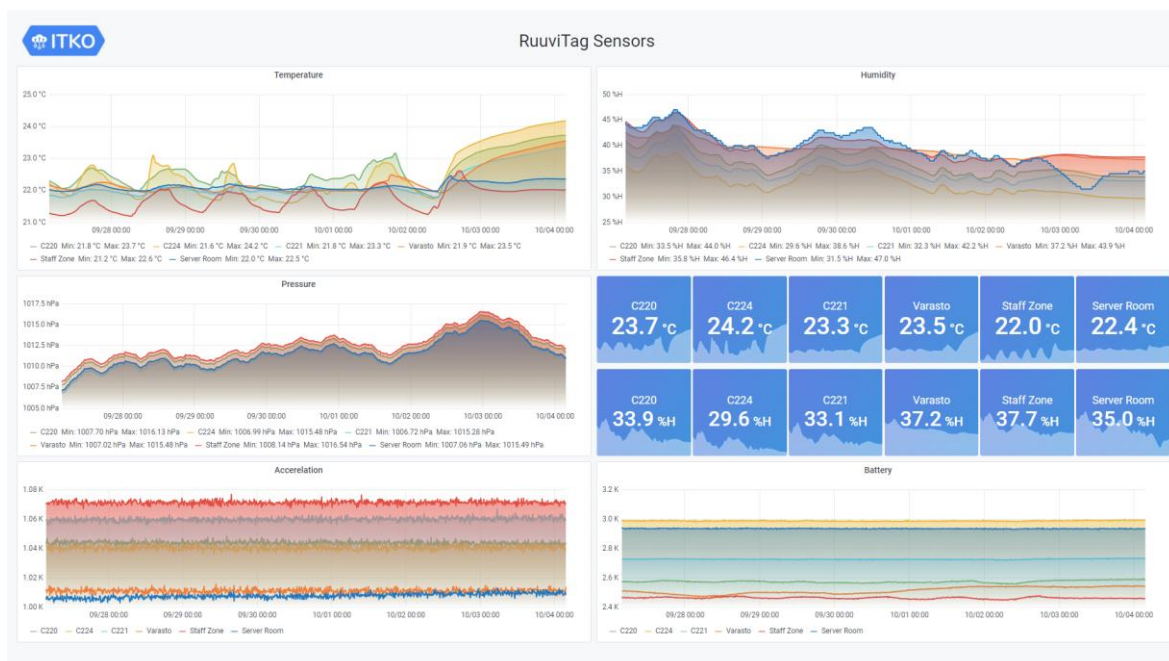 ITKO
RuuviTag Sensors
Temperature
25.0 °C
24.0 °C
23.0 °C
22.0 °C
21.0 °C
09/28 00:00 09/29 00:00 09/30 00:00 10/01 00:00 10/02 00:00 10/03 00:00 10/04 00:00
C220 Min: 21.8 °C Max: 23.7 °C C224 Min: 21.6 °C Max: 24.2 °C C221 Min: 21.8 °C Max: 23.3 °C Varasto Min: 21.9 °C Max: 23.5 °C
Staff Zone Min: 21.2 °C Max: 22.6 °C Server Room Min: 22.0 °C Max: 22.5 °C
Humidity
50 %H
45 %H
40 %H
35 %H
30 %H
25 %H
09/28 00:00 09/29 00:00 09/30 00:00 10/01 00:00 10/02 00:00 10/03 00:00 10/04 00:00
C220 Min: 33.5 %H Max: 44.0 %H C224 Min: 29.6 %H Max: 38.6 %H C221 Min: 32.3 %H Max: 42.2 %H Varasto Min: 37.2 %H Max: 43.9 %H
Staff Zone Min: 35.8 %H Max: 46.4 %H Server Room Min: 31.5 %H Max: 47.0 %H
Pressure
1017.5 hPa
1015.0 hPa
1012.5 hPa
1010.0 hPa
1007.5 hPa
1005.0 hPa
09/28 00:00 09/29 00:00 09/30 00:00 10/01 00:00 10/02 00:00 10/03 00:00 10/04 00:00
C220 Min: 1007.70 hPa Max: 1016.13 hPa C224 Min: 1006.99 hPa Max: 1015.48 hPa C221 Min: 1006.72 hPa Max: 1015.28 hPa
Varasto Min: 1007.02 hPa Max: 1015.48 hPa Staff Zone Min: 1008.14 hPa Max: 1016.54 hPa Server Room Min: 1007.06 hPa Max: 1015.49 hPa
C220 C224 C221 Varasto Staff Zone Server Room
23.7 °C 24.2 °C 23.3 °C 23.5 °C 22.0 °C 22.4 °C
C220 C224 C221 Varasto Staff Zone Server Room
33.9 %H 29.6 %H 33.1 %H 37.2 %H 37.7 %H 35.0 %H
Accerelation
1.08 K
1.06 K
1.04 K
1.02 K
1.00 K
09/28 00:00 09/29 00:00 09/30 00:00 10/01 00:00 10/02 00:00 10/03 00:00 10/04 00:00
C220 C224 C221 Varasto Staff Zone Server Room
Battery
3.2 K
3.0 K
2.8 K
2.6 K
2.4 K
09/28 00:00 09/29 00:00 09/30 00:00 10/01 00:00 10/02 00:00 10/03 00:00 10/04 00:00
C220 C224 C221 Varasto Staff Zone Server Room